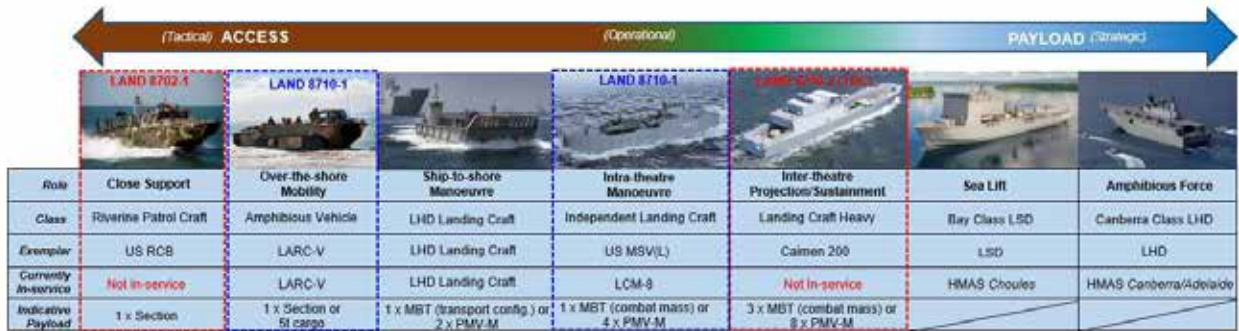 (Tactical) ACCESS (Operational) PAYLOAD (Strategic)
LAND 8702-1 LAND 8710-1 LAND 8710-1
Role Close Support Over-the-shore Mobility Ship-to-shore Manoeuvre Intra-theatre Manoeuvre Inter-theatre Projection/Sustainment Sea Lift Amphibious Force
Class Riverine Patrol Craft Amphibious Vehicle LHD Landing Craft Independent Landing Craft Landing Craft Heavy Bay Class LSD Canberra Class LHD
Exemplar US RCB LARC-V LHD Landing Craft US MSV(L) Caimen 200 LSD LHD
Currently In-service Not In-service LARC-V LHD Landing Craft LCM-8 Not In-service HMAS Choules HMAS Canberra/Adelaide
Indicative Payload 1 x Section 1 x Section or 5t cargo 1 x MBT (transport config.) or 2 x PMV-M 1 x MBT (combat mass) or 4 x PMV-M 3 x MBT (combat mass) or 8 x PMV-M